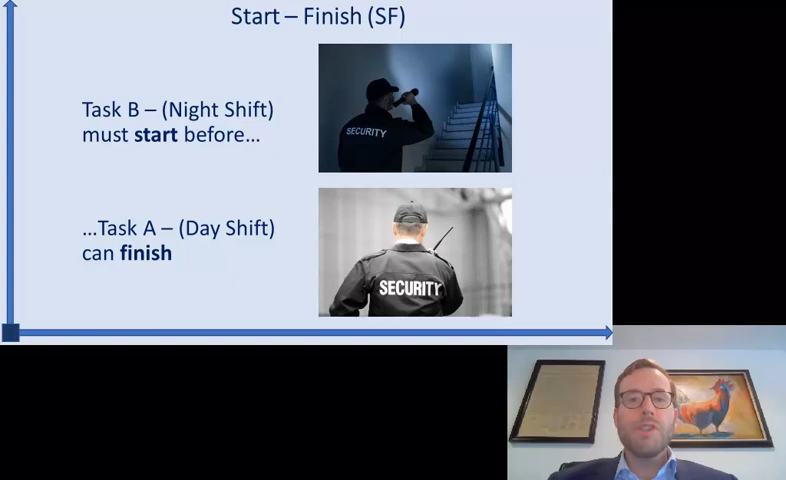 Start – Finish (SF)
Task B – (Night Shift)
must start before…
SECURITY
…Task A – (Day Shift)
can finish
SECURITY